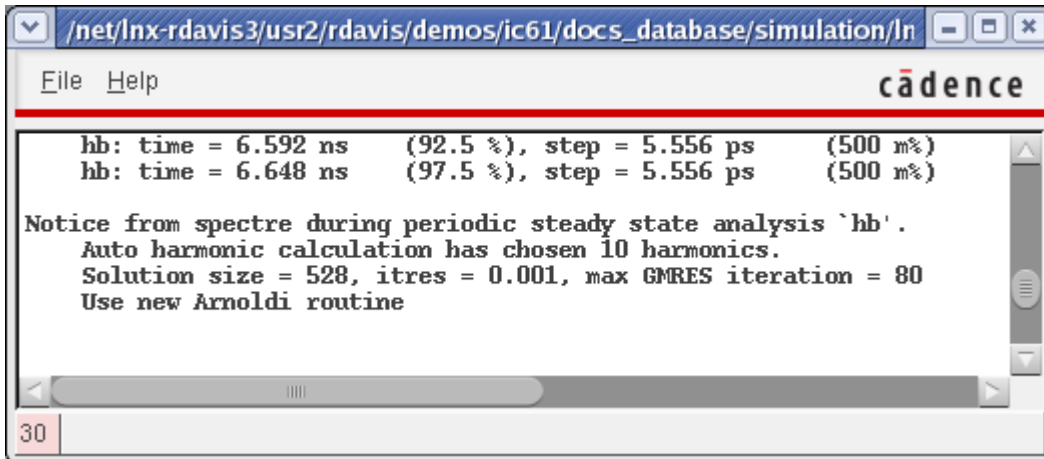 /net/lnx-rdavis3/usr2/rdavis/demos/ic61/docs_database/simulation/ln
File Help
cādence
hb: time = 6.592 ns (92.5 %), step = 5.556 ps (500 m%)
hb: time = 6.648 ns (97.5 %), step = 5.556 ps (500 m%)
Notice from spectre during periodic steady state analysis `hb'.
Auto harmonic calculation has chosen 10 harmonics.
Solution size = 528, itres = 0.001, max GMRES iteration = 80
Use new Arnoldi routine
30